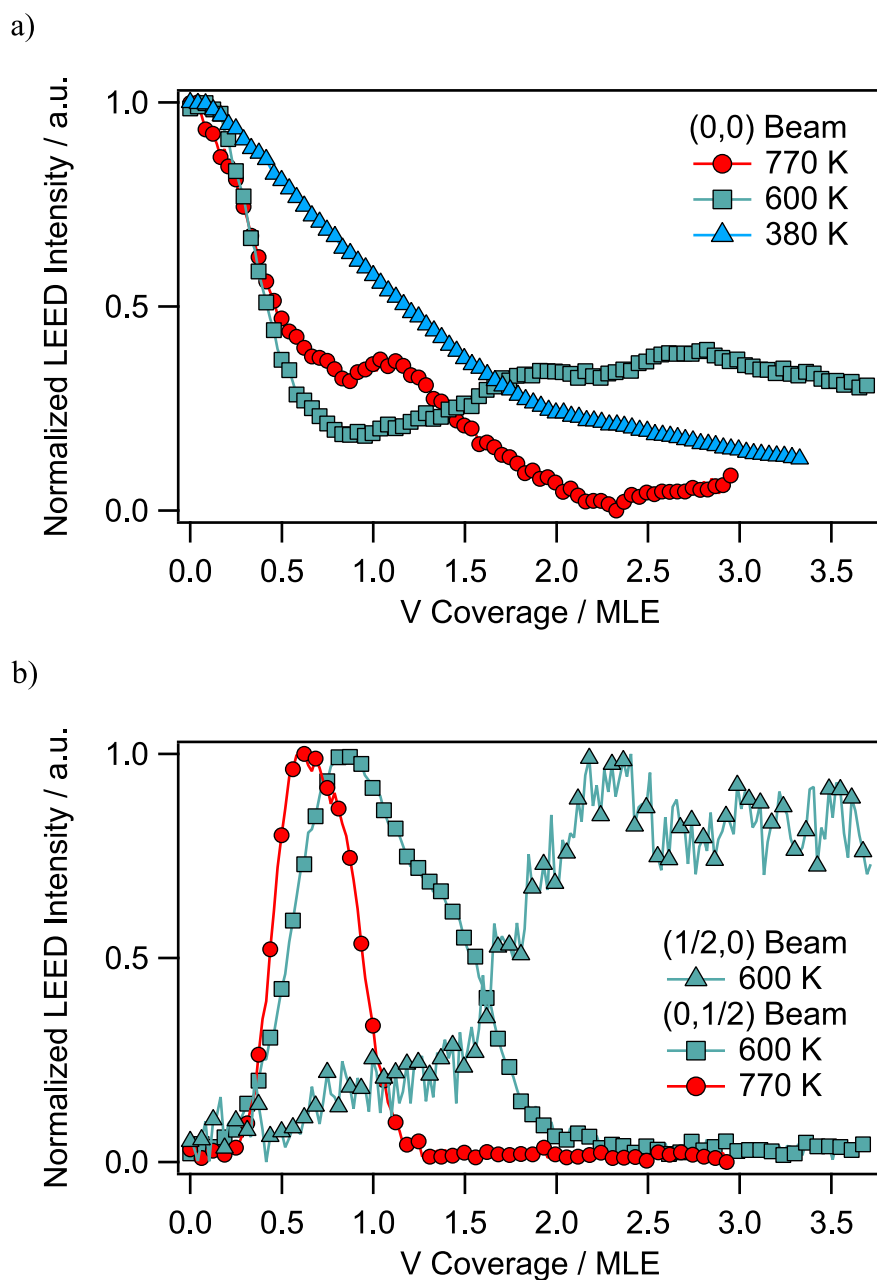 a)
Normalized LEED Intensity / a.u.
1.0
0.5
0.0
(0,0) Beam
770 K
600 K
380 K
0.0 0.5 1.0 1.5 2.0 2.5 3.0 3.5
V Coverage / MLE
b)
Normalized LEED Intensity / a.u.
1.0
0.5
0.0
(1/2,0) Beam
600 K
(0,1/2) Beam
600 K
770 K
0.0 0.5 1.0 1.5 2.0 2.5 3.0 3.5
V Coverage / MLE